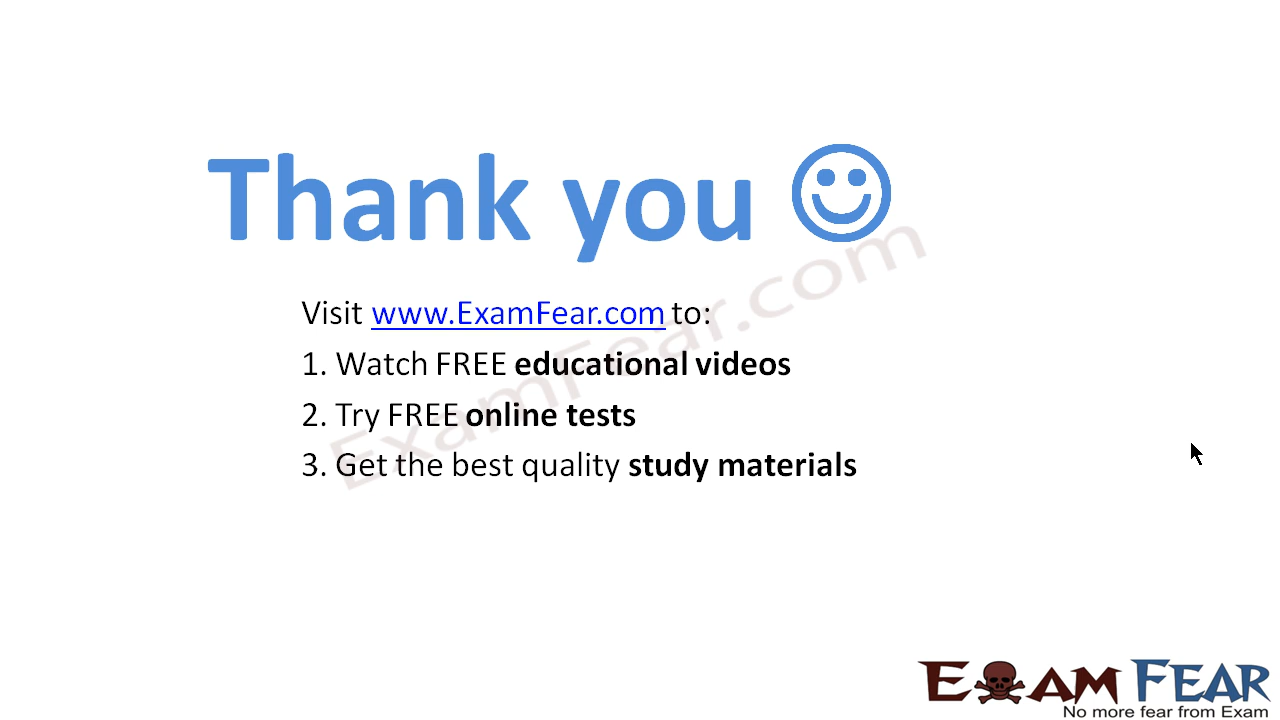 Thank you
Visit www.ExamFear.com to:
1. Watch FREE educational videos
2. Try FREE online tests
3. Get the best quality study materials
ExamFear.com
EXAM FEAR
No more fear from Exam